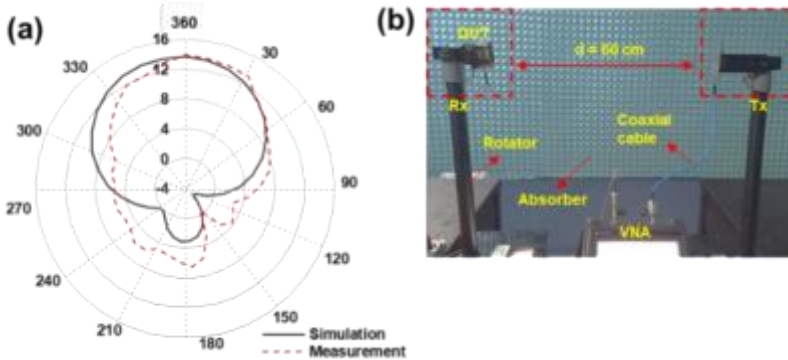 (a)
360
16
12
8
4
0
-4
30
60
90
120
150
180
210
240
270
300
330
Simulation
Measurement
(b)
DUT
d = 60 cm
Rx
Tx
Coaxial
cable
Rotator
Absorber
VNA